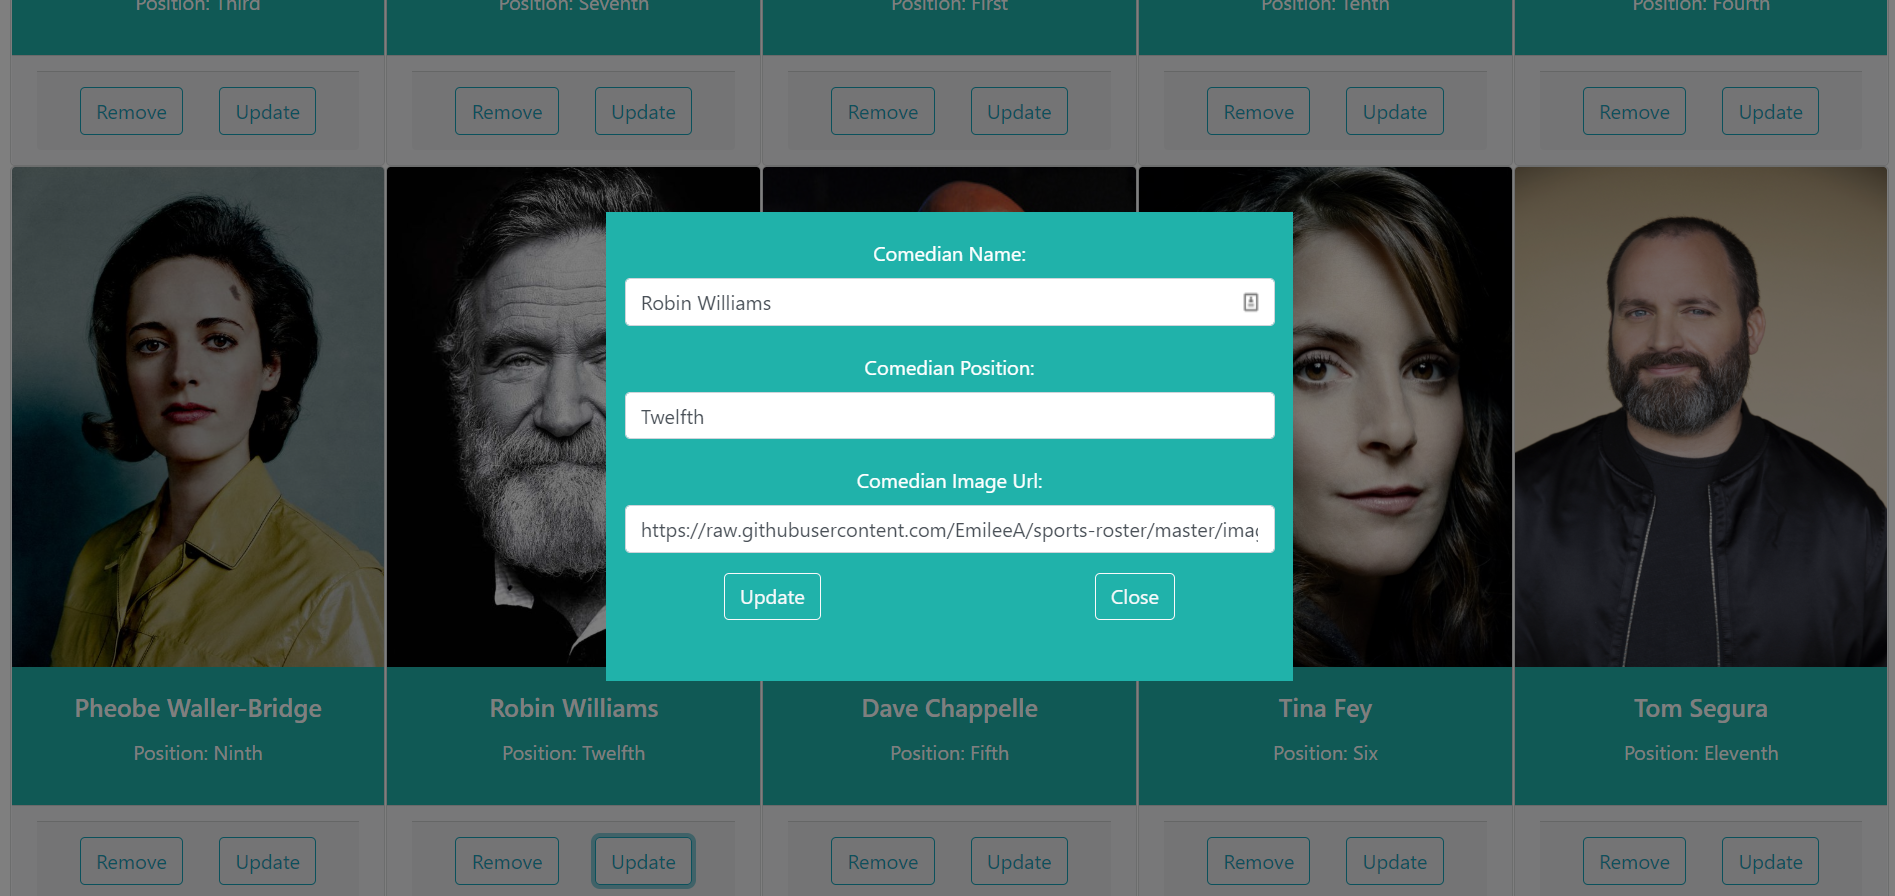 Position: Third
Position: Seventh
Position: First
Position: Tenth
Position: Fourth
Remove Update
Remove Update
Remove Update
Remove Update
Remove Update
Comedian Name:
Robin Williams
Comedian Position:
Twelfth
Comedian Image Url:
https://raw.githubusercontent.com/EmileeA/sports-roster/master/imag
Update
Close
Pheobe Waller-Bridge
Position: Ninth
Robin Williams
Position: Twelfth
Dave Chappelle
Position: Fifth
Tina Fey
Position: Six
Tom Segura
Position: Eleventh
Remove Update
Remove Update
Remove Update
Remove Update
Remove Update